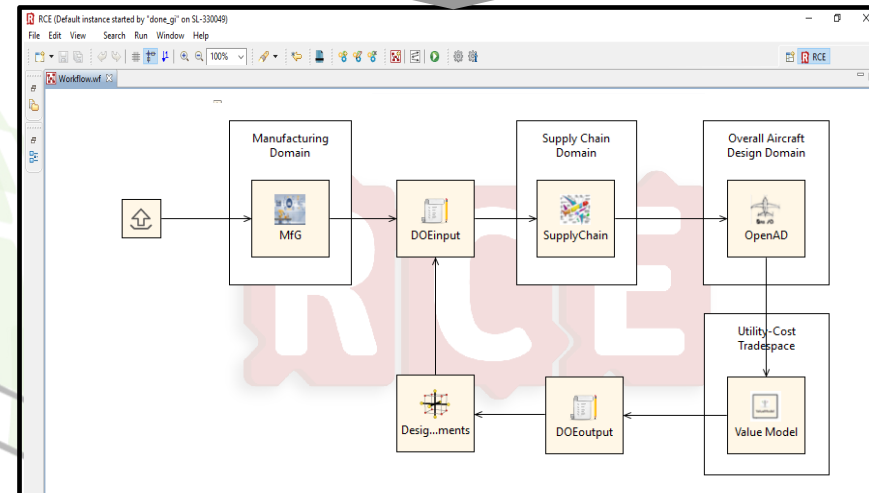 RCE (Default instance started by "done_gi" on SL-330049)
File Edit View Search Run Window Help
100%
RCE
Workflow.wf
Manufacturing
Domain
Supply Chain
Domain
Overall Aircraft
Design Domain
MfG
DOEinput
SupplyChain
OpenAD
RCE
Utility-Cost
Tradespace
Desig...ments
DOEoutput
Value Model